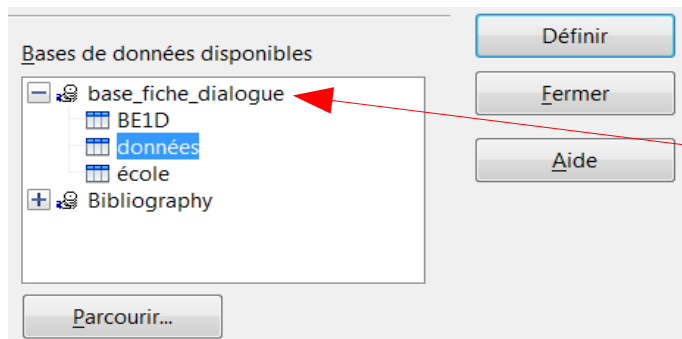 Bases de données disponibles
base_fiche_dialogue
BE1D
données
école
Bibliography
Parcourir...
Définir
Fermer
Aide